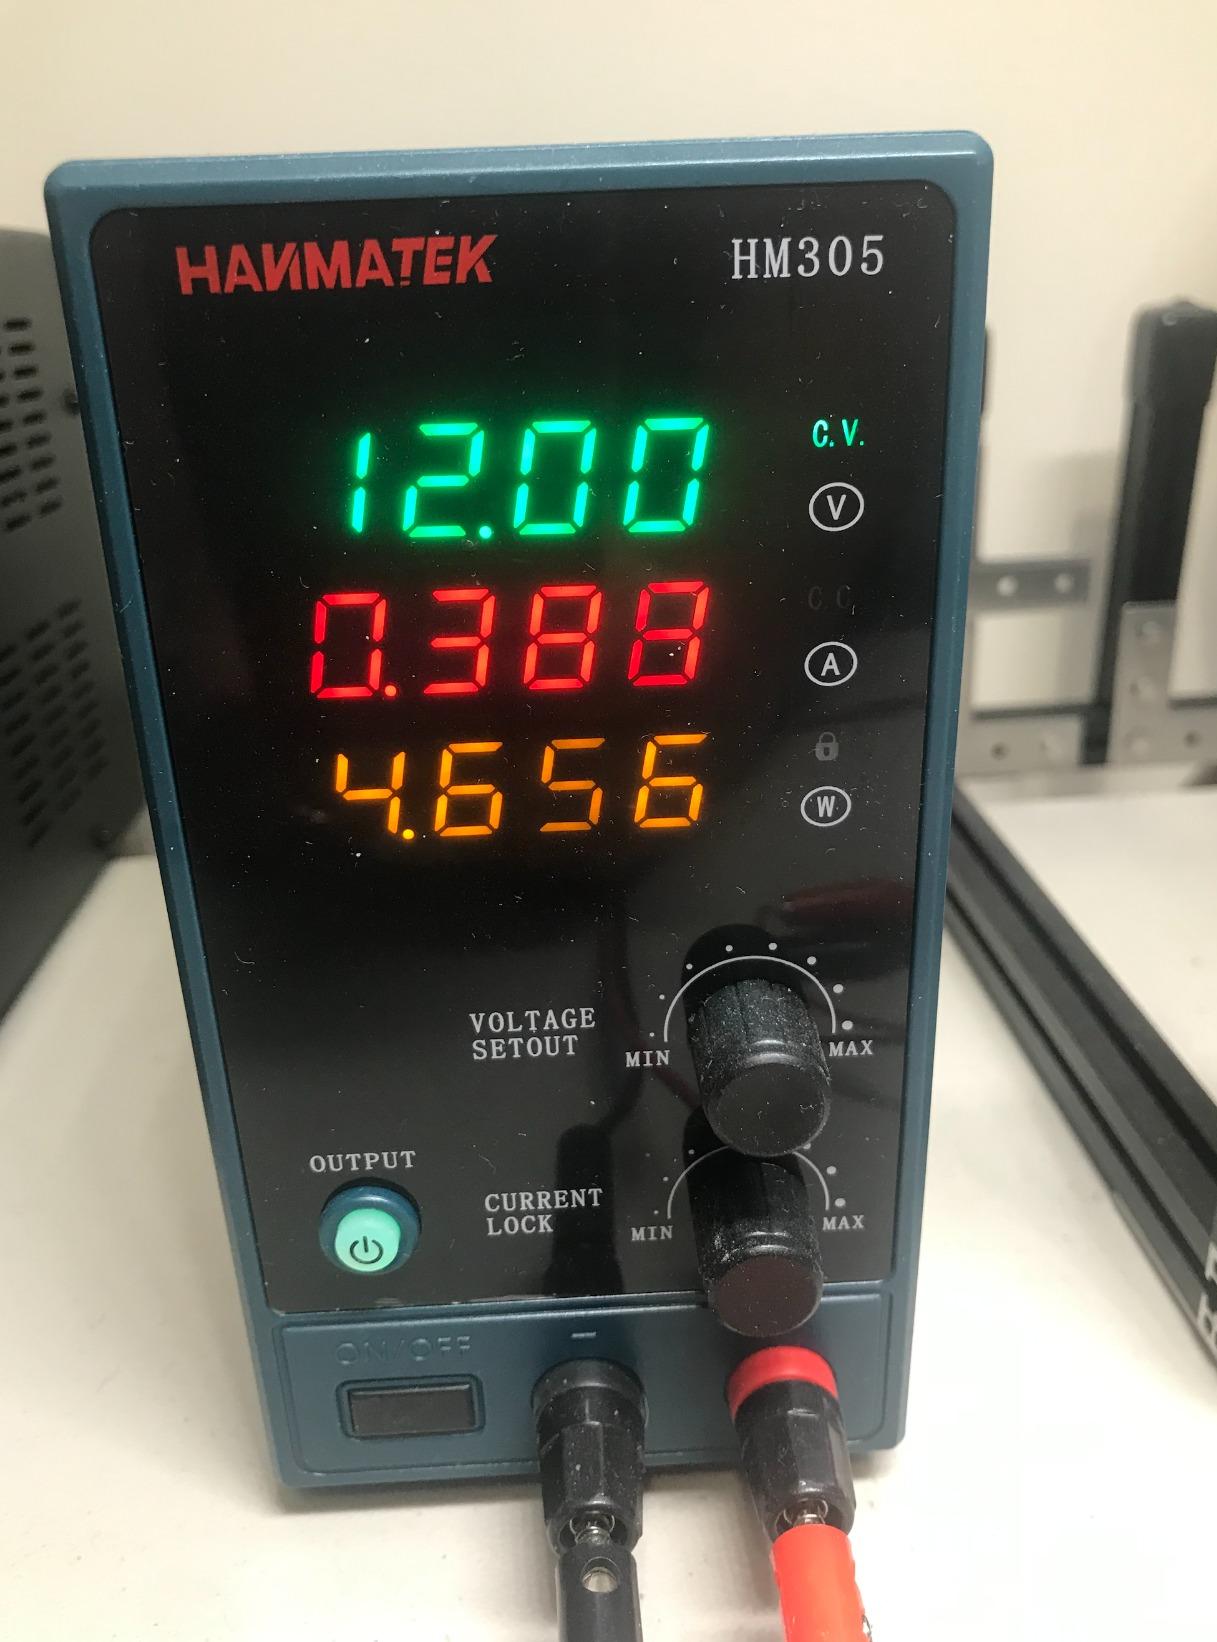 HANMATEK HM305
12.00 C.V.
V
0.388 C C
A
4.656
W
VOLTAGE
SETOUT
MIN MAX
OUTPUT
CURRENT
LOCK
MIN MAX
−
ON/OFF